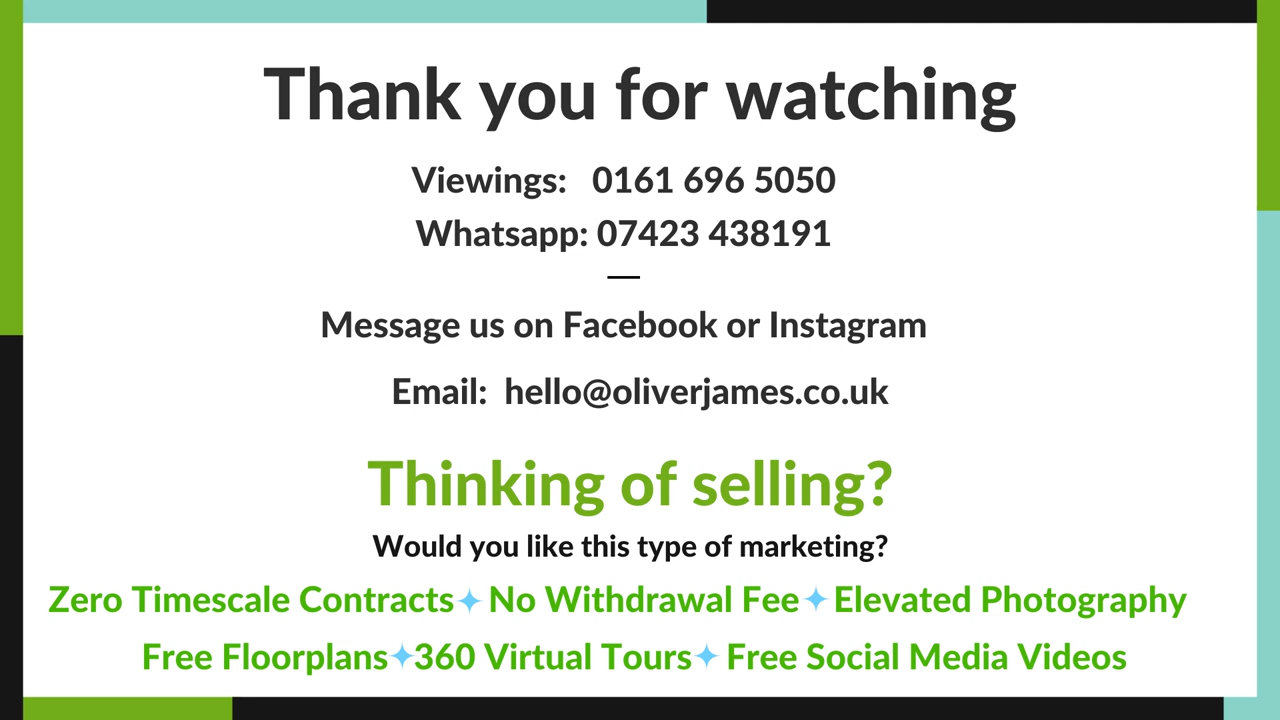 Thank you for watching
Viewings: 0161 696 5050
Whatsapp: 07423 438191
—
Message us on Facebook or Instagram
Email: hello@oliverjames.co.uk
Thinking of selling?
Would you like this type of marketing?
Zero Timescale Contracts✦ No Withdrawal Fee✦Elevated Photography
Free Floorplans✦360 Virtual Tours✦ Free Social Media Videos